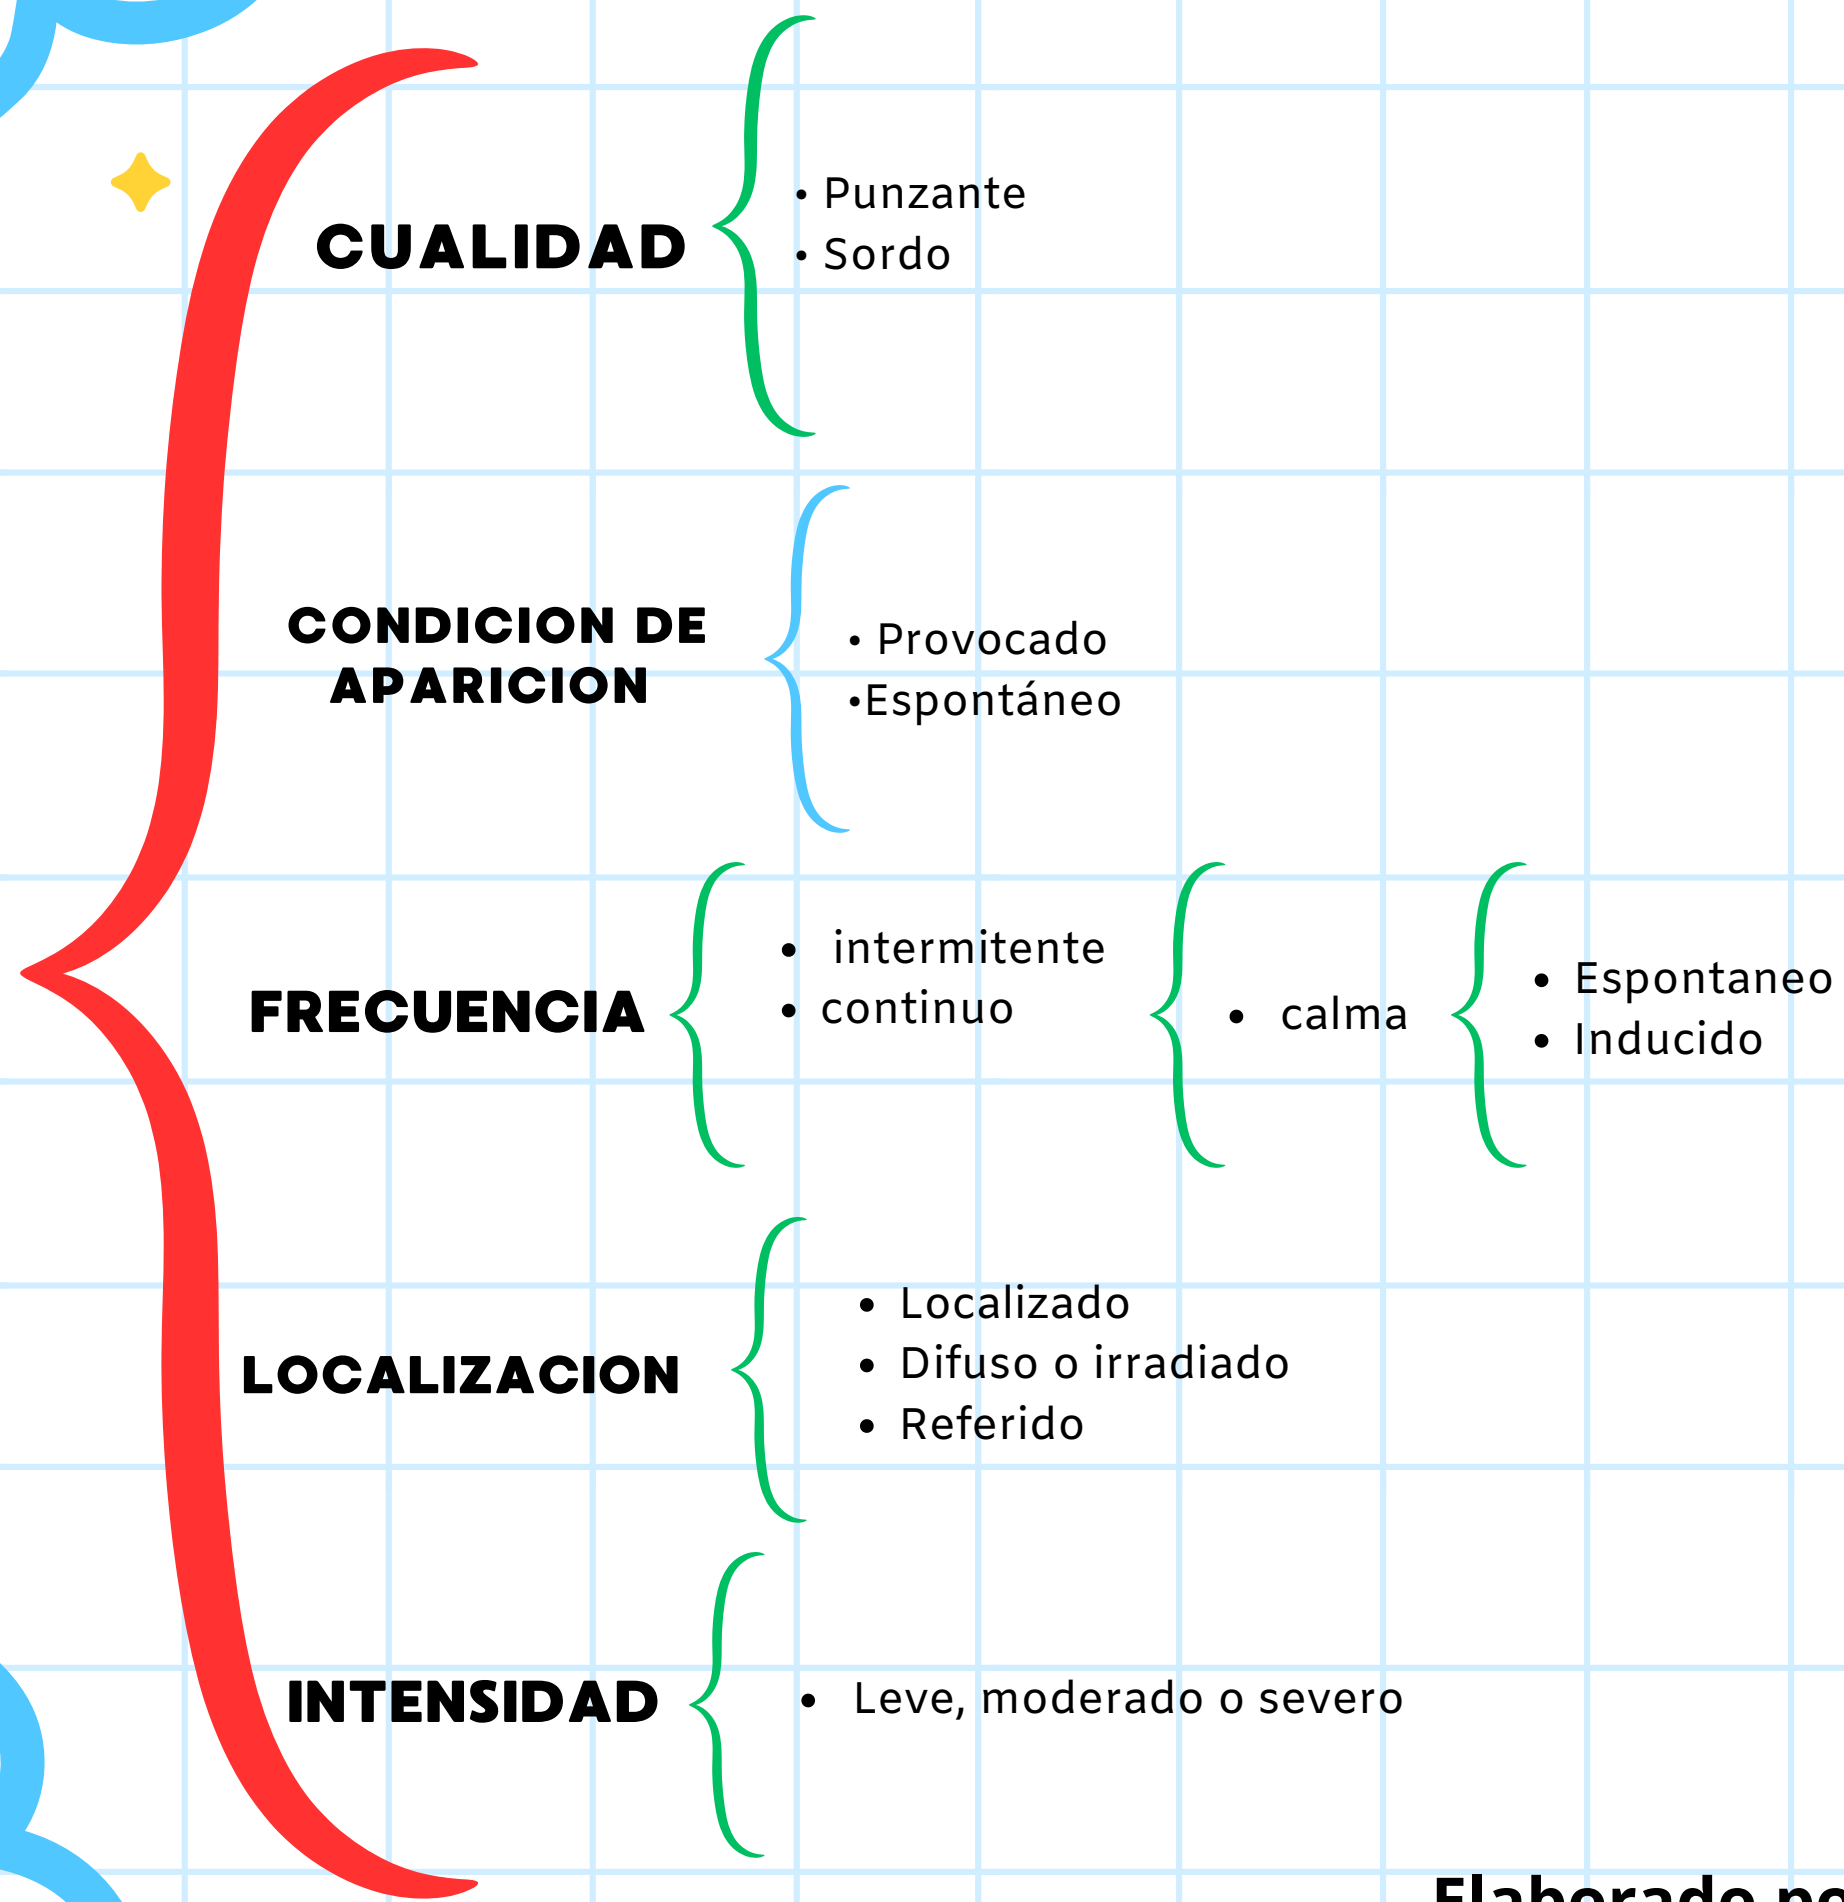 CUALIDAD
• Punzante
• Sordo
CONDICION DE
APARICION
• Provocado
•Espontáneo
FRECUENCIA
• intermitente
• continuo
• calma
• Espontaneo
• Inducido
LOCALIZACION
• Localizado
• Difuso o irradiado
• Referido
INTENSIDAD
• Leve, moderado o severo
Elaborado